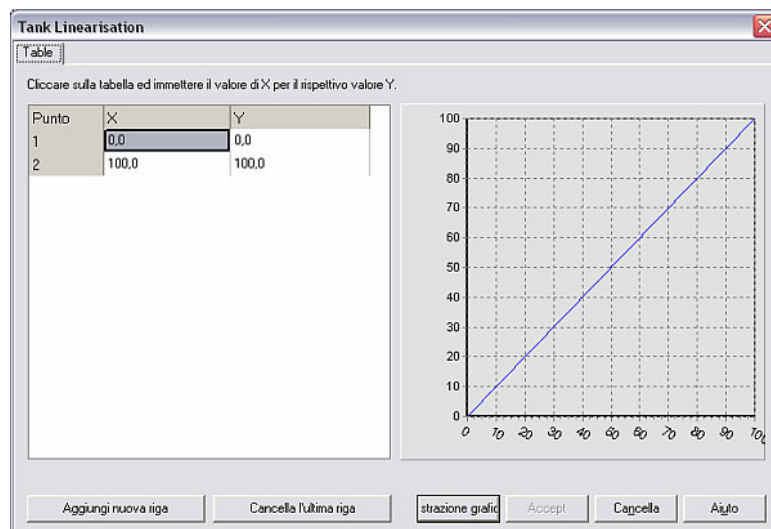 Tank Linearisation
Table
Cliccare sulla tabella ed immettere il valore di X per il rispettivo valore Y.
Punto X Y
1 0,0 0,0
2 100,0 100,0
100
90
80
70
60
50
40
30
20
10
0
0 10 20 30 40 50 60 70 80 90 100
Aggiungi nuova riga Cancella l'ultima riga strazione grafic Accept Cancella Aiuto